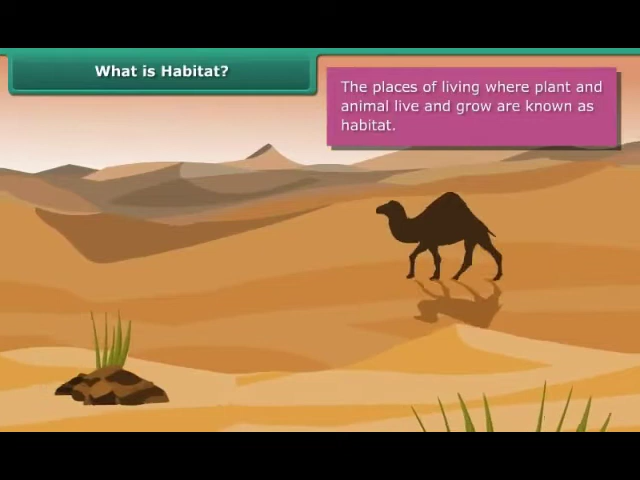 What is Habitat?
The places of living where plant and
animal live and grow are known as
habitat.